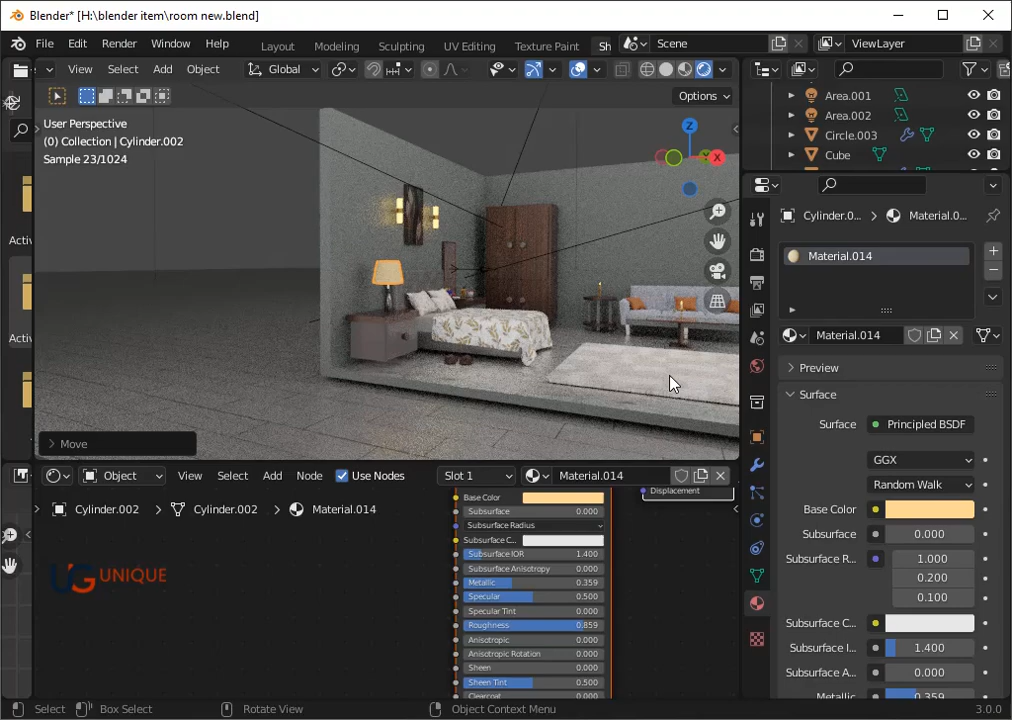 Blender* [H:\blender item\room new.blend]
File Edit Render Window Help Layout Modeling Sculpting UV Editing Texture Paint Sh Scene ViewLayer
View Select Add Object Global
Options
User Perspective
(0) Collection | Cylinder.002
Sample 23/1024
Z
X
Activ
Activ
Move
Area.001
Area.002
Circle.003
Cube
Cylinder.0... > Material.0...
Material.014
Material.014
Preview
Surface
Surface Principled BSDF
GGX
Random Walk
Base Color
Subsurface 0.000
Subsurface R... 1.000
0.200
0.100
Subsurface C...
Subsurface I... 1.400
Subsurface A... 0.000
Metallic 0.359
Object View Select Add Node Use Nodes Slot 1 Material.014
Cylinder.002 > Cylinder.002 > Material.014
Displacement
Base Color
Subsurface 0.000
Subsurface Radius
Subsurface C...
Subsurface IOR 1.400
Subsurface Anisotropy 0.000
Metallic 0.359
Specular 0.500
Specular Tint 0.000
Roughness 0.859
Anisotropic 0.000
Anisotropic Rotation 0.000
Sheen 0.000
Sheen Tint 0.500
Clearcoat 0.000
UG UNIQUE
Select Box Select Rotate View Object Context Menu 3.0.0